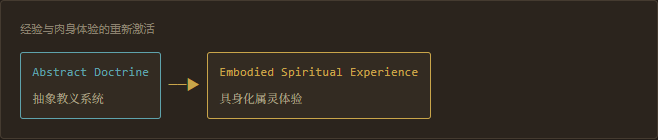 经验与肉身体验的重新激活
Abstract Doctrine
抽象教义系统
Embodied Spiritual Experience
具身化属灵体验